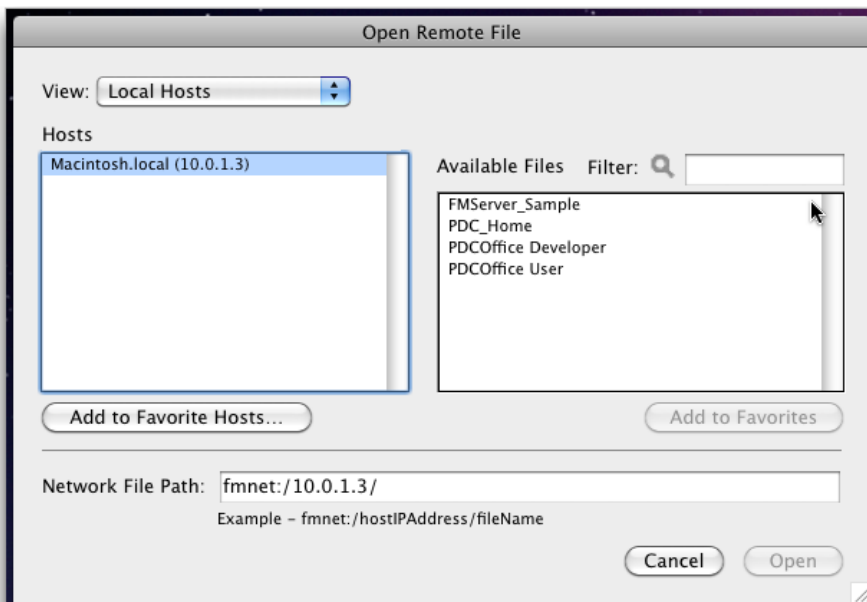 Open Remote File
View: Local Hosts
Hosts
Macintosh.local (10.0.1.3)
Available Files Filter:
FMServer_Sample
PDC_Home
PDCOffice Developer
PDCOffice User
Add to Favorite Hosts...
Add to Favorites
Network File Path: fmnet:/10.0.1.3/
Example – fmnet:/hostIPAddress/fileName
Cancel Open